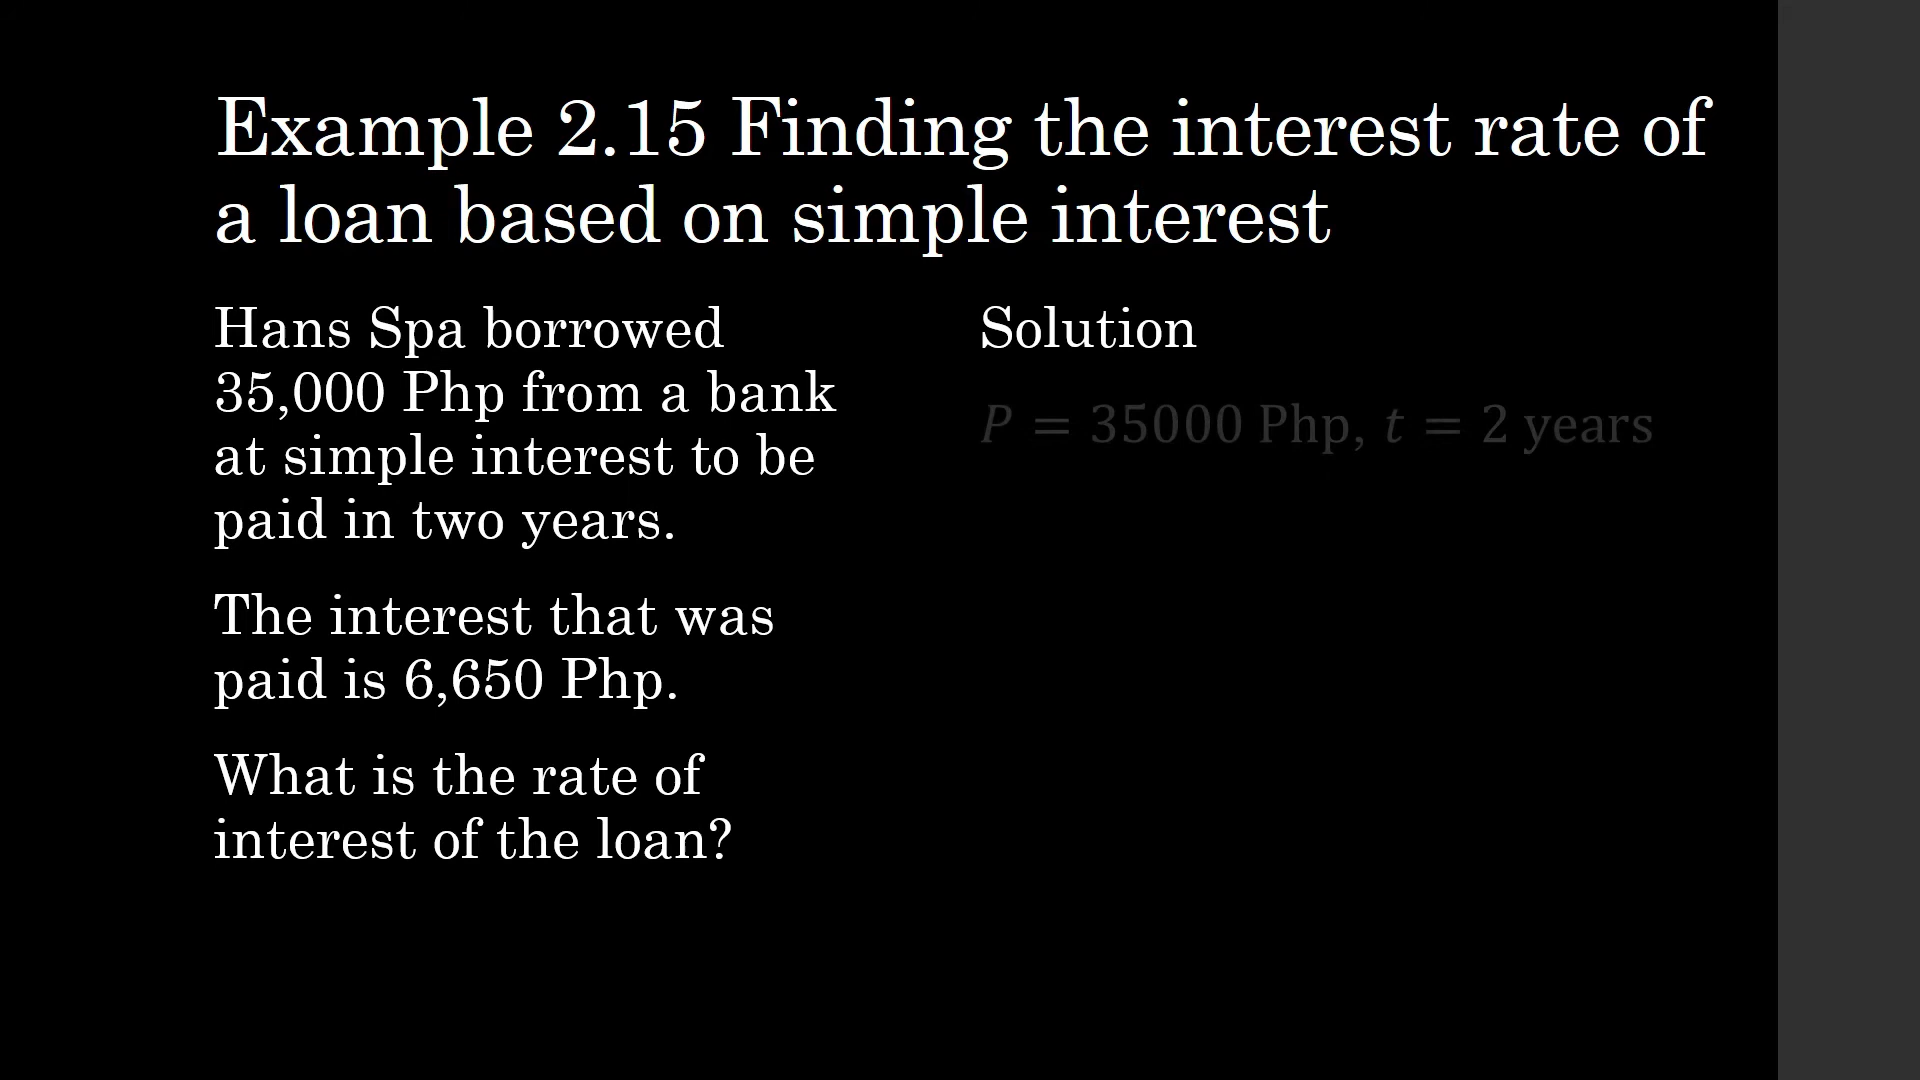 Example 2.15 Finding the interest rate of
a loan based on simple interest
Hans Spa borrowed
35,000 Php from a bank
at simple interest to be
paid in two years.
The interest that was
paid is 6,650 Php.
What is the rate of
interest of the loan?
Solution
P = 35000 Php, t = 2 years